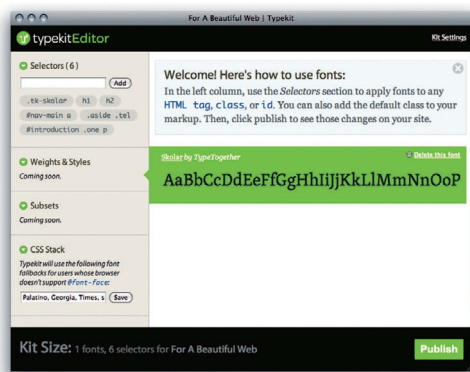 For A Beautiful Web | Typekit
typekitEditor
Kit Settings
Selectors ( 6 )
Add
.tk-skolar h1 h2
#nav-main a .aside .tel
#introduction .one p
Weights & Styles
Coming soon.
Subsets
Coming soon.
CSS Stack
Typekit will use the following font
fallbacks for users whose browser
doesn't support @font-face:
Palatino, Georgia, Times, s Save
Welcome! Here's how to use fonts:
In the left column, use the Selectors section to apply fonts to any
HTML tag, class, or id. You can also add the default class to your
markup. Then, click publish to see those changes on your site.
Skolar by TypeTogether
Delete this font
AaBbCcDdEeFfGgHhIiJjKkLlMmNnOoP
Kit Size: 1 fonts, 6 selectors for For A Beautiful Web
Publish